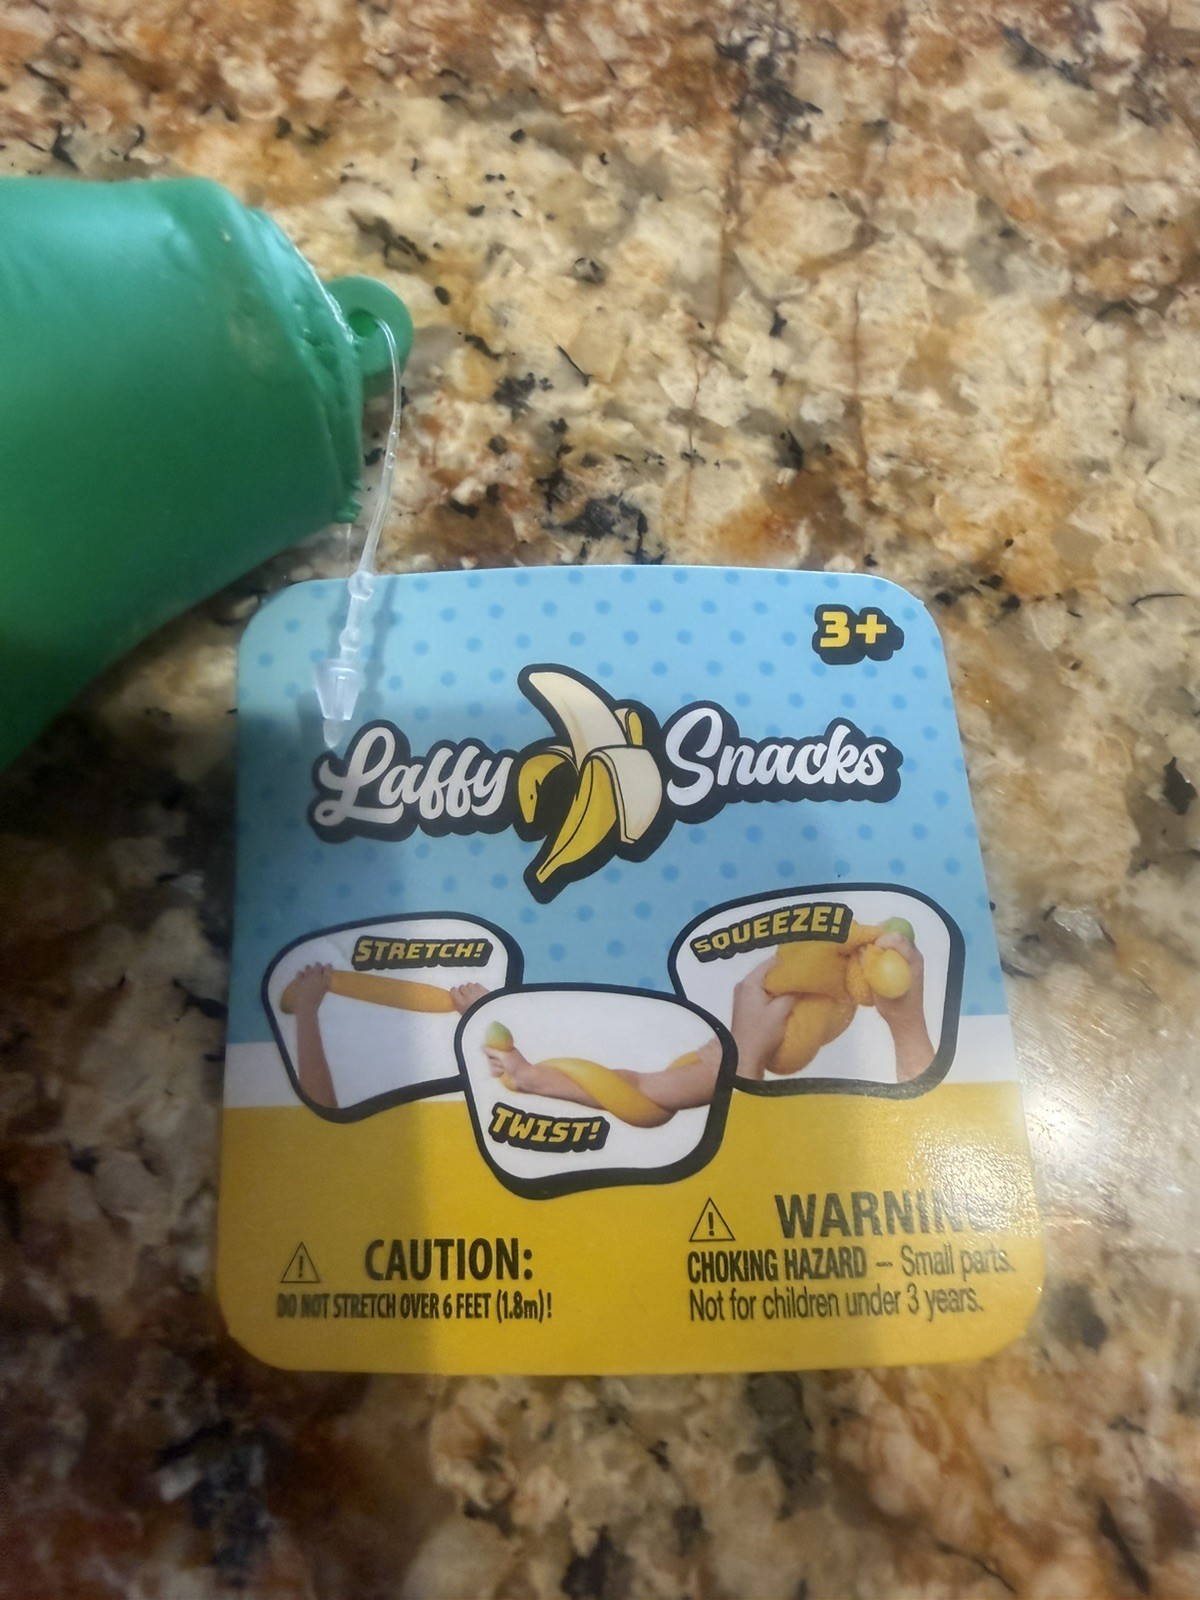 3+
Laffy Snacks
STRETCH!
SQUEEZE!
TWIST!
CAUTION:
DO NOT STRETCH OVER 6 FEET (1.8m)!
WARNING
CHOKING HAZARD – Small parts.
Not for children under 3 years.